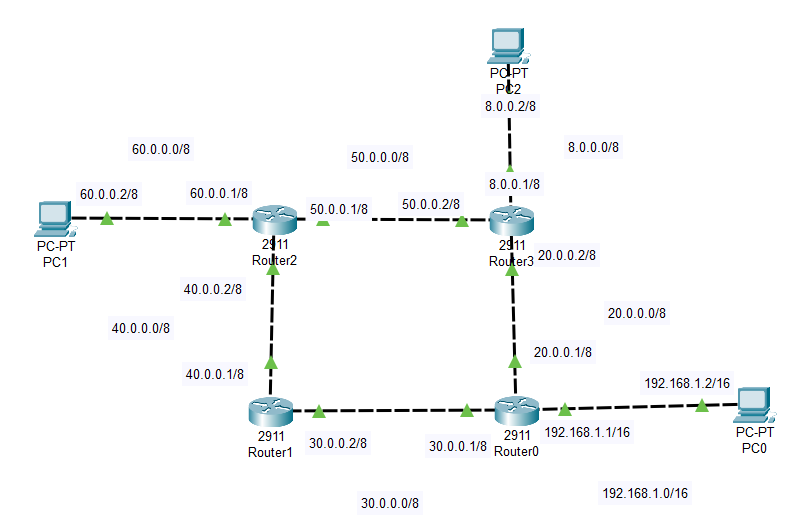 PC-PT
PC2
8.0.0.2/8
60.0.0.0/8
50.0.0.0/8
8.0.0.0/8
60.0.0.2/8
60.0.0.1/8
50.0.0.1/8
50.0.0.2/8
8.0.0.1/8
PC-PT
PC1
2911
Router2
2911
Router3
20.0.0.2/8
40.0.0.2/8
40.0.0.0/8
20.0.0.0/8
20.0.0.1/8
40.0.0.1/8
192.168.1.2/16
2911
Router1
30.0.0.2/8
30.0.0.1/8
2911
Router0
192.168.1.1/16
PC-PT
PC0
30.0.0.0/8
192.168.1.0/16